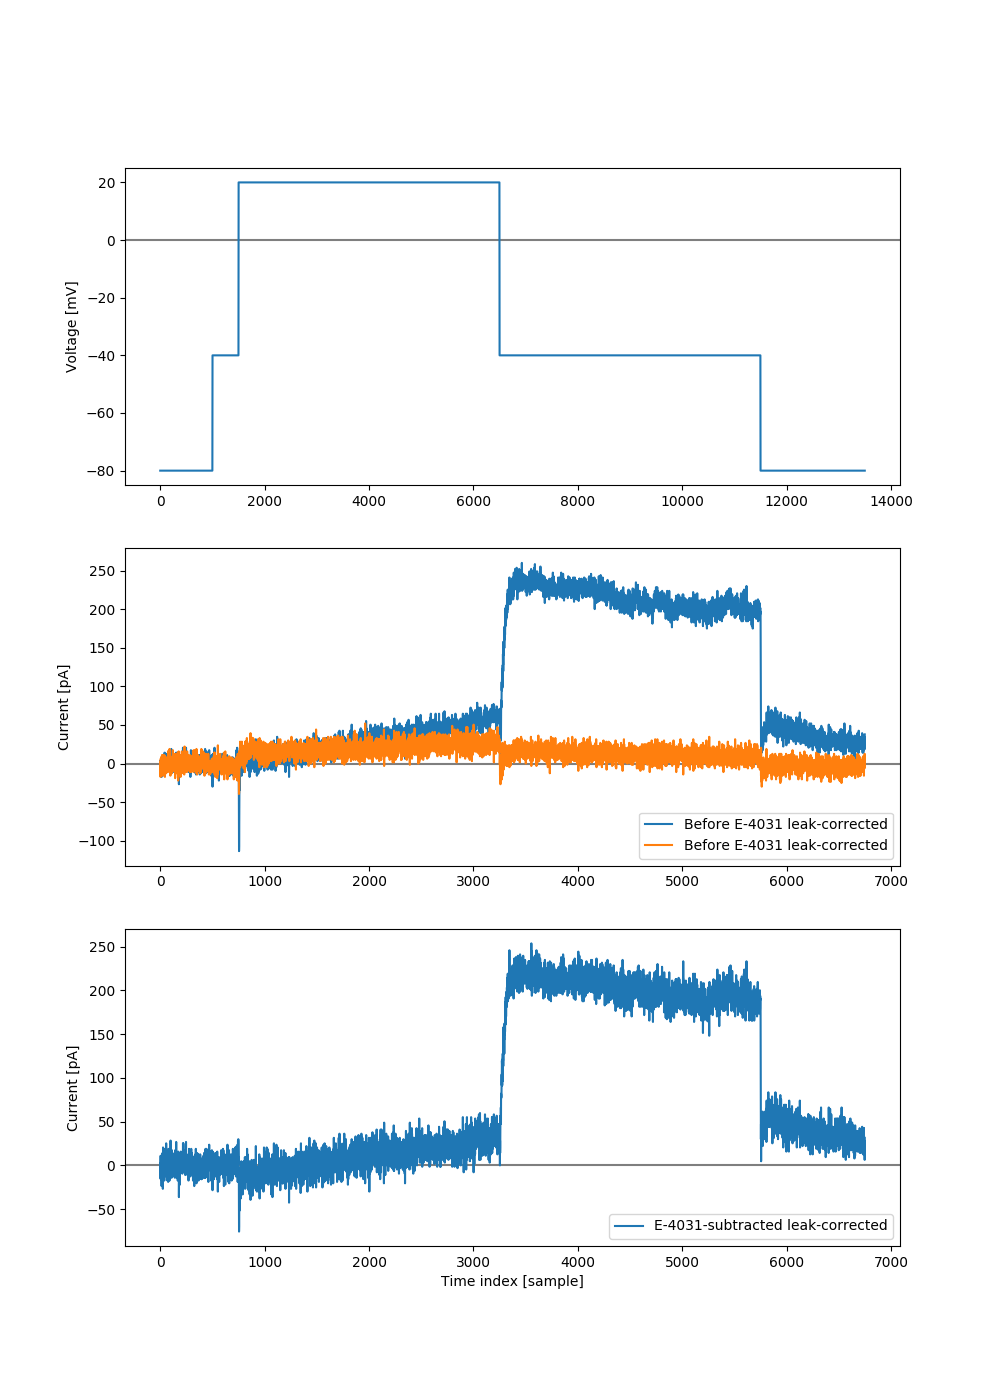 20
0
−20
−40
−60
−80
Voltage [mV]
0 2000 4000 6000 8000 10000 12000 14000
250
200
150
100
50
0
−50
−100
Current [pA]
Before E-4031 leak-corrected
Before E-4031 leak-corrected
0 1000 2000 3000 4000 5000 6000 7000
250
200
150
100
50
0
−50
Current [pA]
E-4031-subtracted leak-corrected
0 1000 2000 3000 4000 5000 6000 7000
Time index [sample]